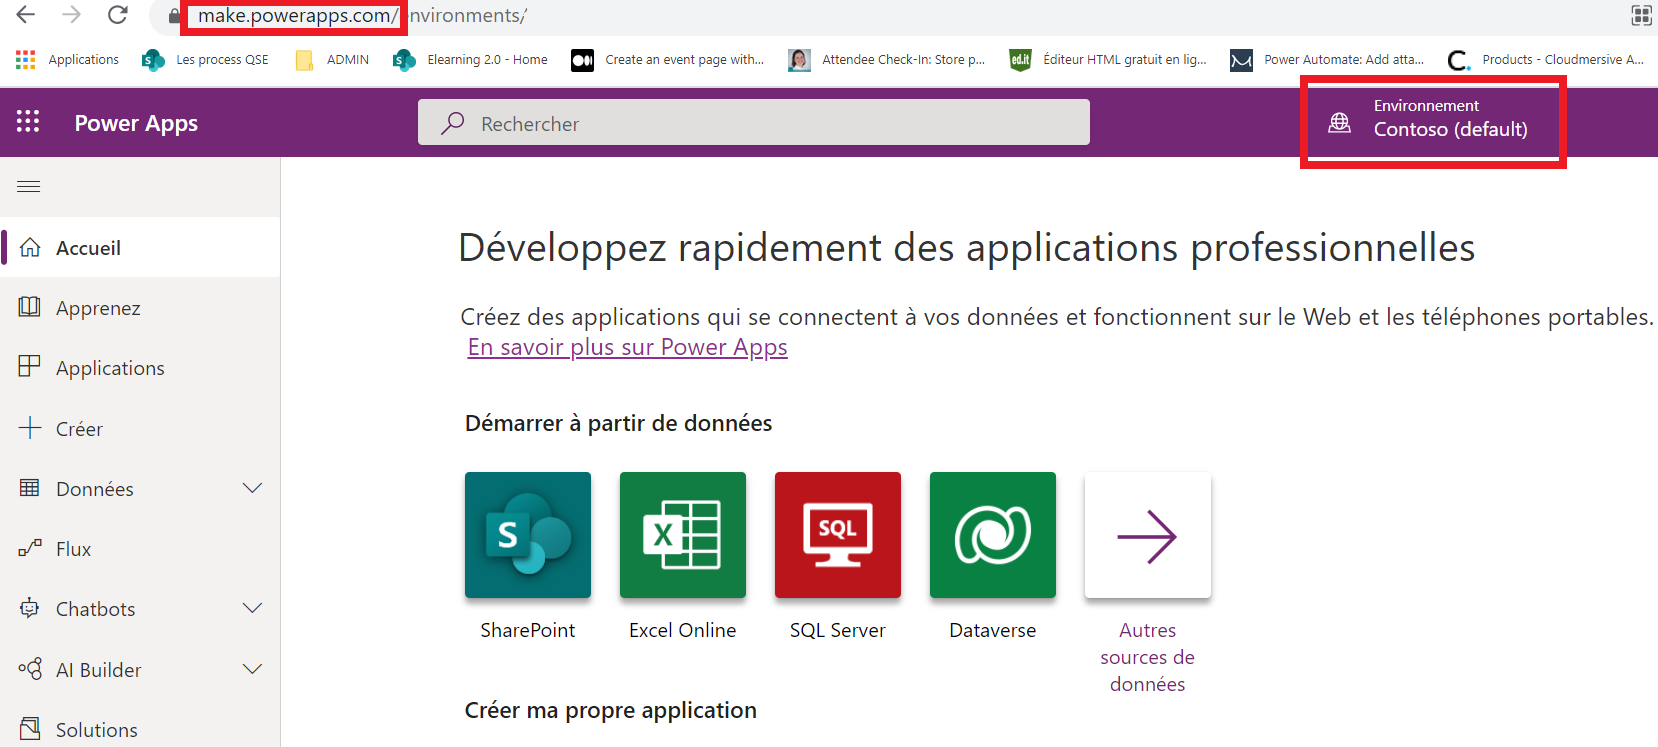 make.powerapps.com/environments/
Applications
Les process QSE
ADMIN
Elearning 2.0 - Home
Create an event page with...
Attendee Check-In: Store p...
ed.it
Éditeur HTML gratuit en lig...
Power Automate: Add atta...
Products - Cloudmersive A...
Power Apps
Rechercher
Environnement
Contoso (default)
Accueil
Apprenez
Applications
Créer
Données
Flux
Chatbots
AI Builder
Solutions
Développez rapidement des applications professionnelles
Créez des applications qui se connectent à vos données et fonctionnent sur le Web et les téléphones portables.
En savoir plus sur Power Apps
Démarrer à partir de données
S
X
SQL
SharePoint
Excel Online
SQL Server
Dataverse
Autres
sources de
données
Créer ma propre application